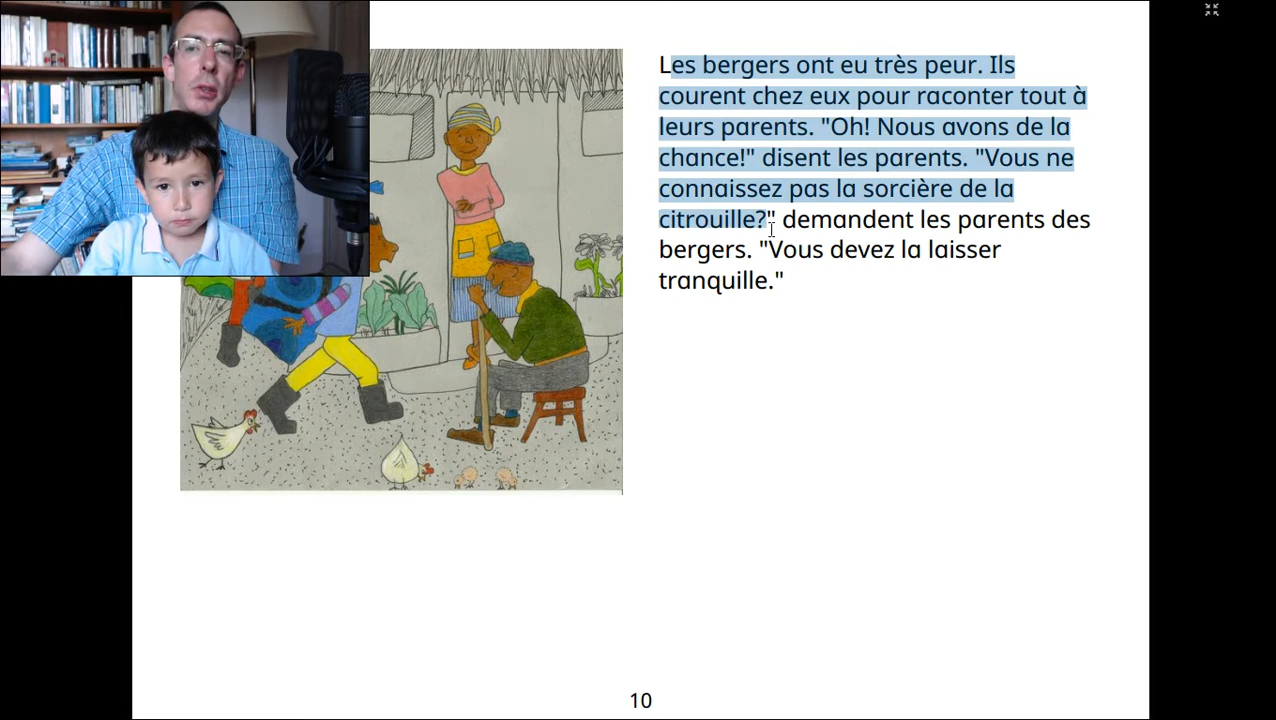 Les bergers ont eu très peur. Ils
courent chez eux pour raconter tout à
leurs parents. "Oh! Nous avons de la
chance!" disent les parents. "Vous ne
connaissez pas la sorcière de la
citrouille?" demandent les parents des
bergers. "Vous devez la laisser
tranquille."
10